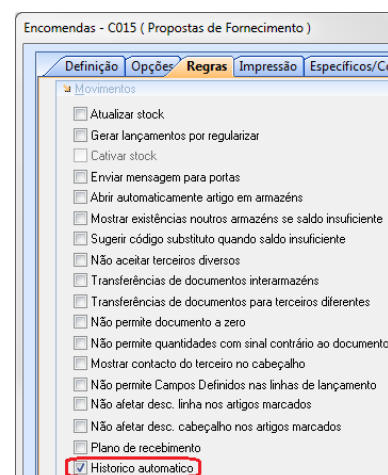 Encomendas - C015 ( Propostas de Fornecimento )
Definição Opções Regras Impressão Específicos/C
Movimentos
Atualizar stock
Gerar lançamentos por regularizar
Cativar stock
Enviar mensagem para portas
Abrir automaticamente artigo em armazéns
Mostrar existências noutros armazéns se saldo insuficiente
Sugerir código substituto quando saldo insuficiente
Não aceitar terceiros diversos
Transferências de documentos interarmazéns
Transferências de documentos para terceiros diferentes
Não permite documento a zero
Não permite quantidades com sinal contrário ao documento
Mostrar contacto do terceiro no cabeçalho
Não permite Campos Definidos nas linhas de lançamento
Não afetar desc. linha nos artigos marcados
Não afetar desc. cabeçalho nos artigos marcados
Plano de recebimento
Historico automatico